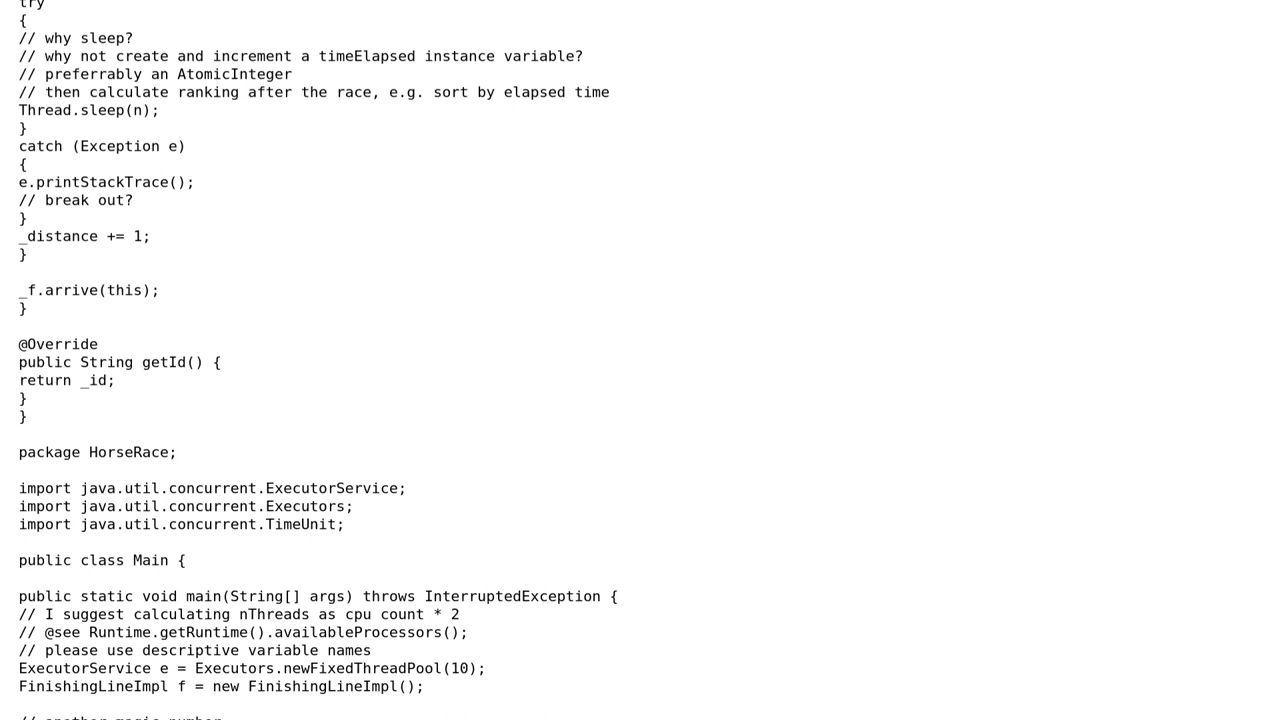 try
{
// why sleep?
// why not create and increment a timeElapsed instance variable?
// preferrably an AtomicInteger
// then calculate ranking after the race, e.g. sort by elapsed time
Thread.sleep(n);
}
catch (Exception e)
{
e.printStackTrace();
// break out?
}
_distance += 1;
}

_f.arrive(this);
}

@Override
public String getId() {
return _id;
}
}

package HorseRace;

import java.util.concurrent.ExecutorService;
import java.util.concurrent.Executors;
import java.util.concurrent.TimeUnit;

public class Main {

public static void main(String[] args) throws InterruptedException {
// I suggest calculating nThreads as cpu count * 2
// @see Runtime.getRuntime().availableProcessors();
// please use descriptive variable names
ExecutorService e = Executors.newFixedThreadPool(10);
FinishingLineImpl f = new FinishingLineImpl();

// another magic number